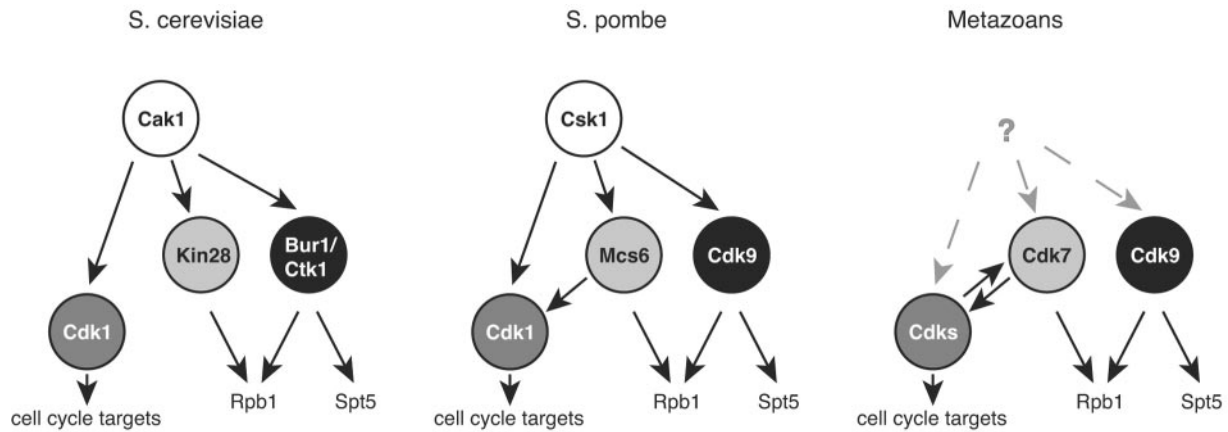 S. cerevisiae
Cak1
Kin28
Bur1/
Ctk1
Cdk1
Rpb1
Spt5
cell cycle targets
S. pombe
Csk1
Mcs6
Cdk9
Cdk1
Rpb1
Spt5
cell cycle targets
Metazoans
?
Cdk7
Cdk9
Cdks
Rpb1
Spt5
cell cycle targets